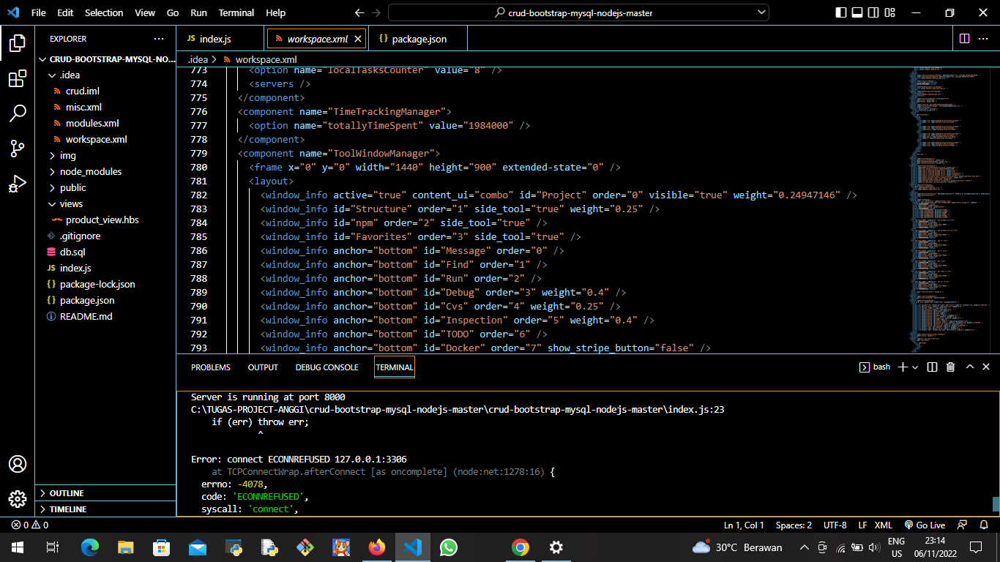 File Edit Selection View Go Run Terminal Help
crud-bootstrap-mysql-nodejs-master
EXPLORER
CRUD-BOOTSTRAP-MYSQL-NO...
.idea
crud.iml
misc.xml
modules.xml
workspace.xml
img
node_modules
public
views
product_view.hbs
.gitignore
db.sql
JS index.js
{} package-lock.json
{} package.json
README.md
OUTLINE
TIMELINE
JS index.js
workspace.xml
{} package.json
.idea > workspace.xml
773 <option name="localTasksCounter" value="8" />
774 <servers />
775 </component>
776 <component name="TimeTrackingManager">
777 <option name="totallyTimeSpent" value="1984000" />
778 </component>
779 <component name="ToolWindowManager">
780 <frame x="0" y="0" width="1440" height="900" extended-state="0" />
781 <layout>
782 <window_info active="true" content_ui="combo" id="Project" order="0" visible="true" weight="0.24947146" />
783 <window_info id="Structure" order="1" side_tool="true" weight="0.25" />
784 <window_info id="npm" order="2" side_tool="true" />
785 <window_info id="Favorites" order="3" side_tool="true" />
786 <window_info anchor="bottom" id="Message" order="0" />
787 <window_info anchor="bottom" id="Find" order="1" />
788 <window_info anchor="bottom" id="Run" order="2" />
789 <window_info anchor="bottom" id="Debug" order="3" weight="0.4" />
790 <window_info anchor="bottom" id="Cvs" order="4" weight="0.25" />
791 <window_info anchor="bottom" id="Inspection" order="5" weight="0.4" />
792 <window_info anchor="bottom" id="TODO" order="6" />
793 <window_info anchor="bottom" id="Docker" order="7" show_stripe_button="false" />
PROBLEMS OUTPUT DEBUG CONSOLE TERMINAL
bash
Server is running at port 8000
C:\TUGAS-PROJECT-ANGGI\crud-bootstrap-mysql-nodejs-master\crud-bootstrap-mysql-nodejs-master\index.js:23
if (err) throw err;
^
Error: connect ECONNREFUSED 127.0.0.1:3306
at TCPConnectWrap.afterConnect [as oncomplete] (node:net:1278:16) {
errno: -4078,
code: 'ECONNREFUSED',
syscall: 'connect',
0 0
Ln 1, Col 1 Spaces: 2 UTF-8 LF XML Go Live
30°C Berawan
ENG
US
23:14
06/11/2022